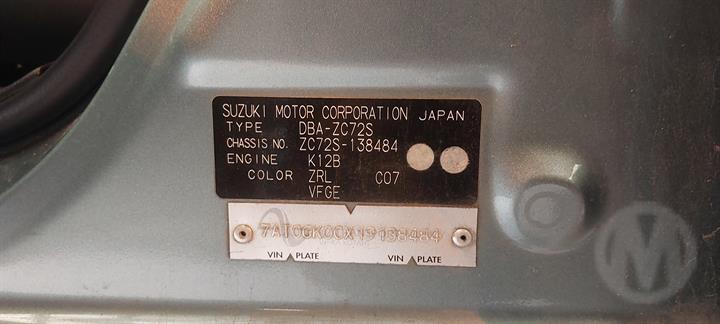 SUZUKI MOTOR CORPORATION JAPAN
TYPE DBA-ZC72S
CHASSIS NO. ZC72S-138484
ENGINE K12B
COLOR ZRL C07
VFGE
VIN PLATE VIN PLATE
M